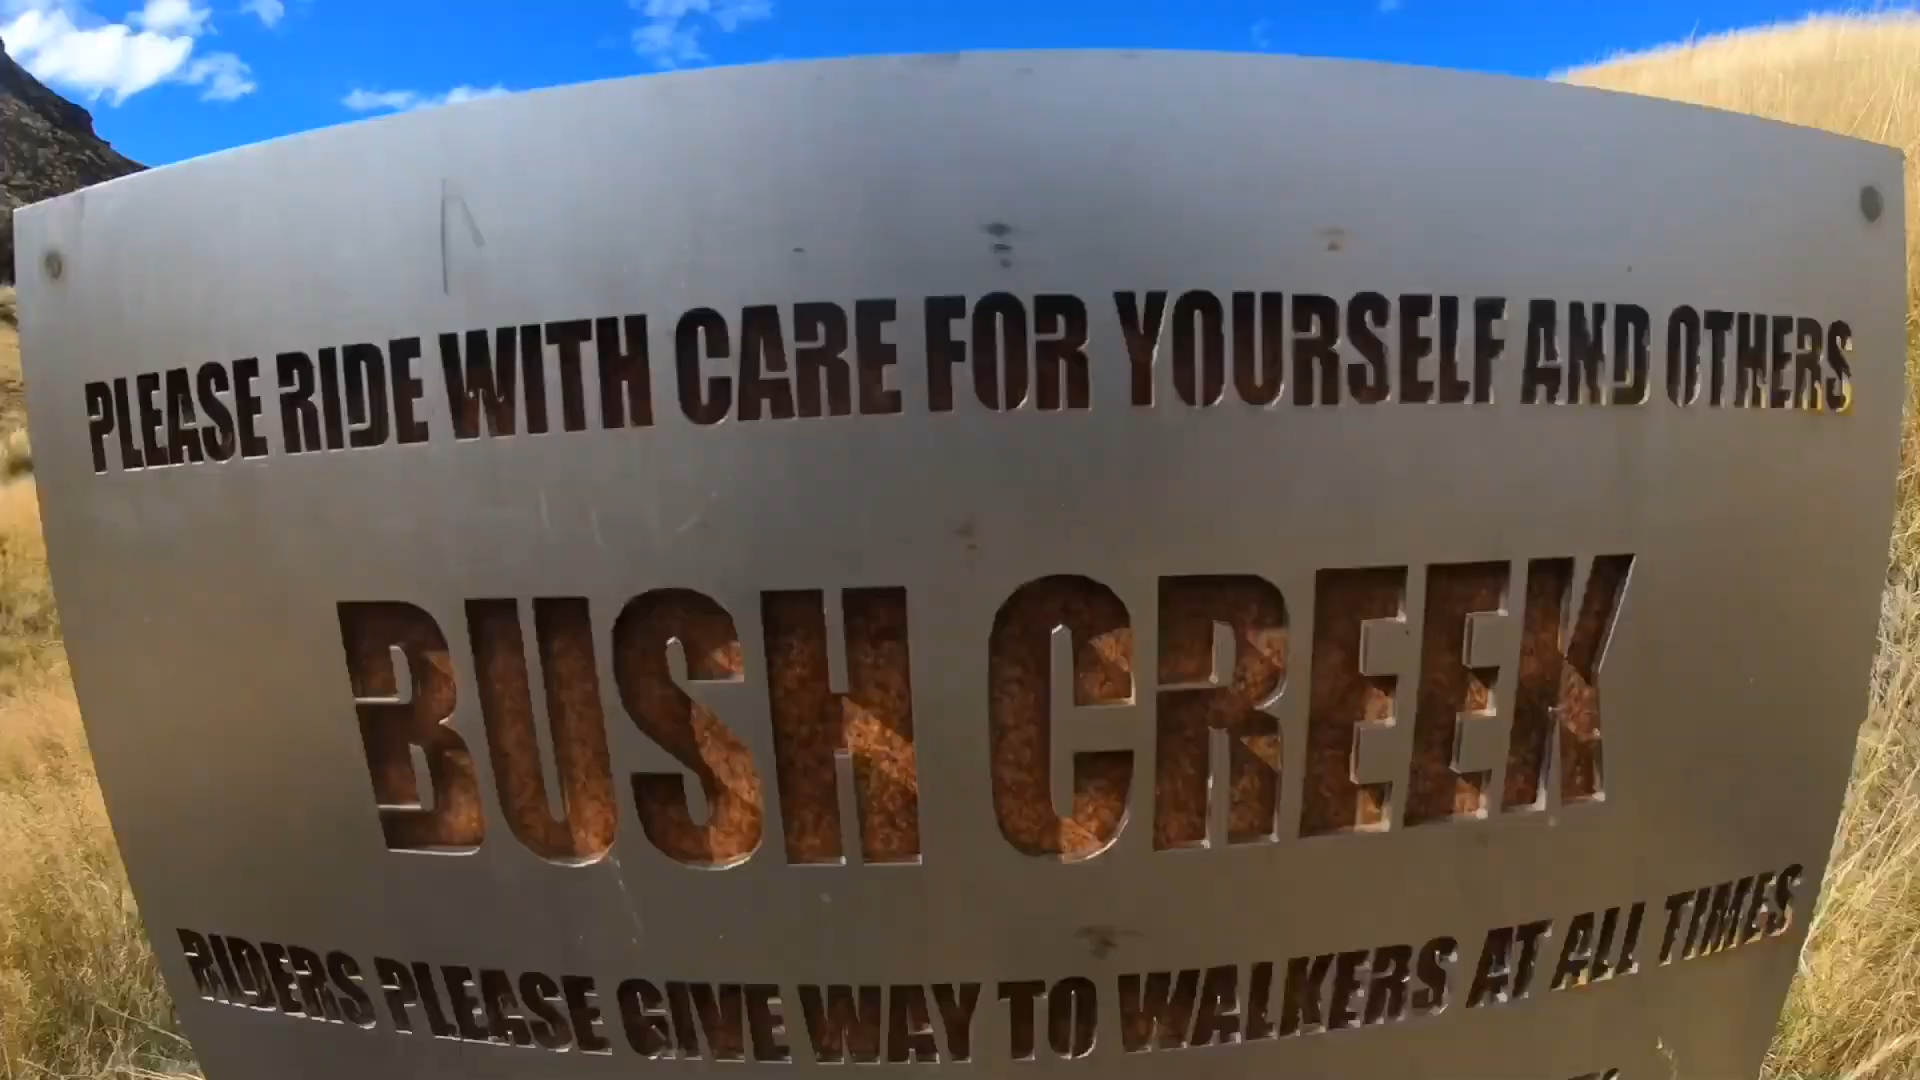 PLEASE RIDE WITH CARE FOR YOURSELF AND OTHERS
BUSH CREEK
RIDERS PLEASE GIVE WAY TO WALKERS AT ALL TIMES